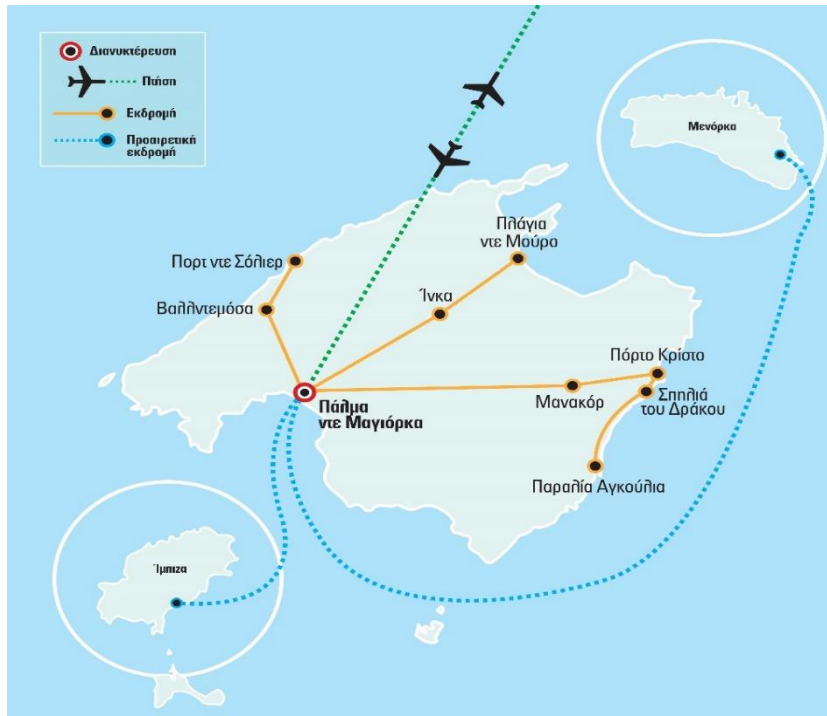 Διανυκτέρευση
Πτήση
Εκδρομή
Προαιρετική
εκδρομή
Μενόρκα
Πλάγια
ντε Μούρο
Πορτ ντε Σόλιερ
Ίνκα
Βαλλντεμόσα
Πόρτο Κρίστο
Μανακόρ
Σπηλιά
του Δράκου
Πάλμα
ντε Μαγιόρκα
Παραλία Αγκούλια
Ίμπιζα